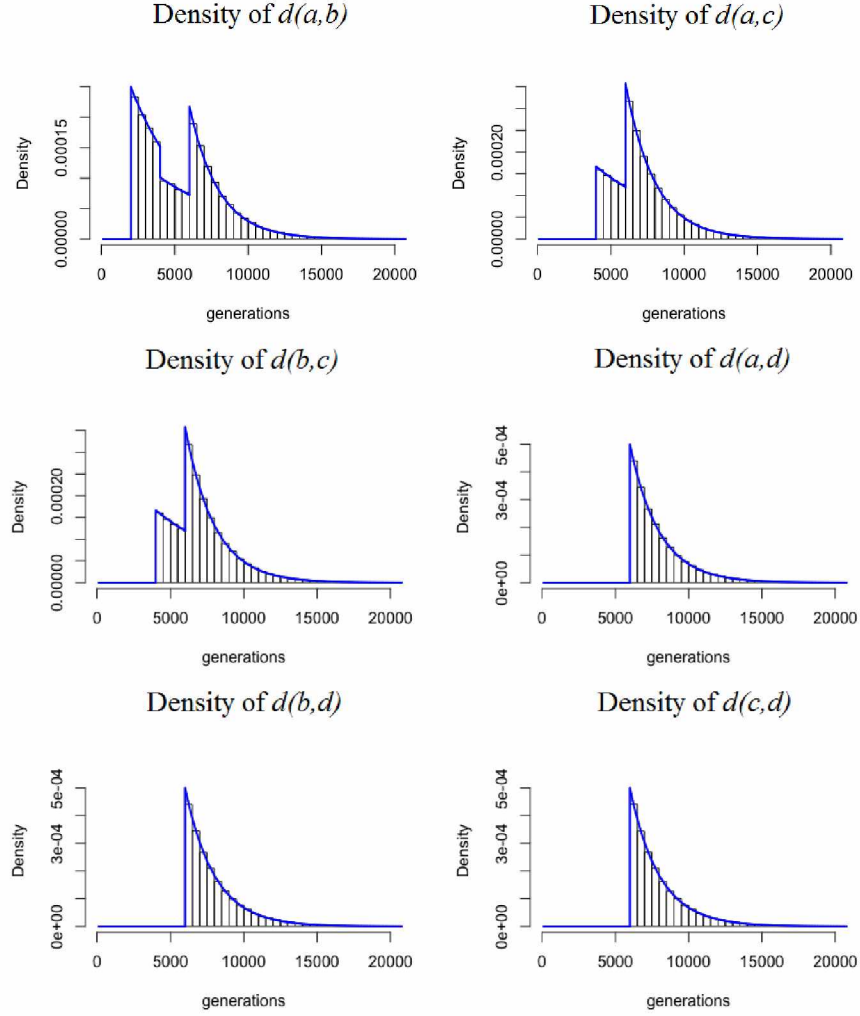 Density of d(a,b)
Density of d(a,c)
Density
0.00000
0.00015
0 5000 10000 15000 20000
generations
Density
0.00000
0.00020
0 5000 10000 15000 20000
generations
Density of d(b,c)
Density of d(a,d)
Density
0.00000
0.00020
0 5000 10000 15000 20000
generations
Density
0e+00
3e-04
5e-04
0 5000 10000 15000 20000
generations
Density of d(b,d)
Density of d(c,d)
Density
0e+00
3e-04
5e-04
0 5000 10000 15000 20000
generations
Density
0e+00
3e-04
5e-04
0 5000 10000 15000 20000
generations